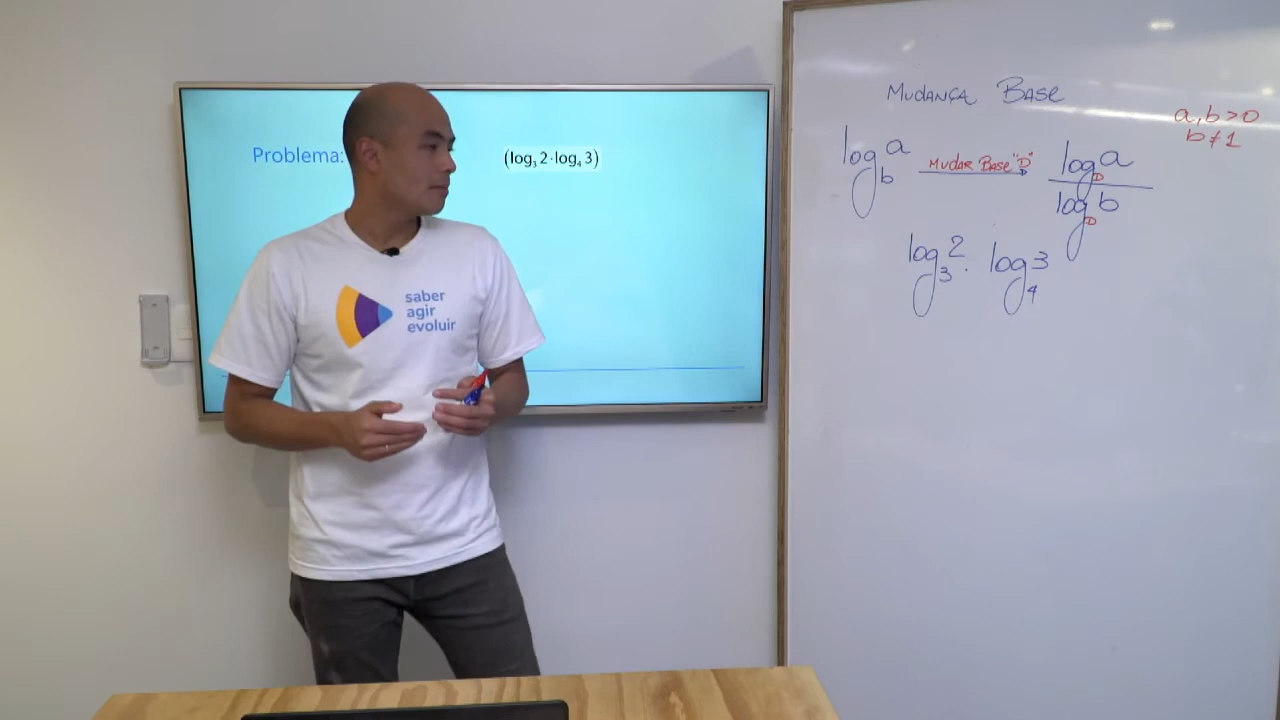 Problema:
(log₃ 2·log₄ 3)
saber
agir
evoluir
MUDANÇA BASE
a, b > 0
b ≠ 1
log_b a MUDAR BASE "D" log_D a
log_D b
log₃ 2 · log₄ 3